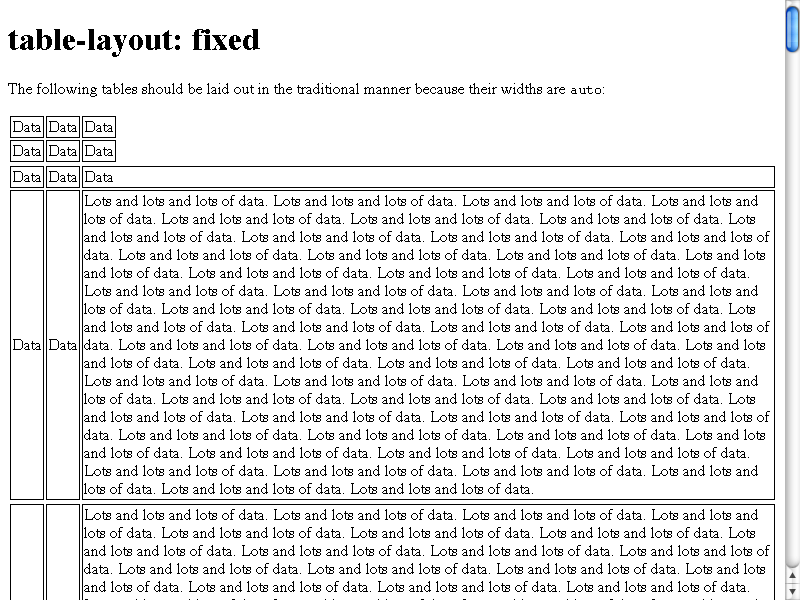 table-layout: fixed
The following tables should be laid out in the traditional manner because their widths are auto:
Data Data Data
Data Data Data
Data Data Data
Lots and lots and lots of data. Lots and lots and lots of data. Lots and lots and lots of data. Lots and lots and
lots of data. Lots and lots and lots of data. Lots and lots and lots of data. Lots and lots and lots of data. Lots
and lots and lots of data. Lots and lots and lots of data. Lots and lots and lots of data. Lots and lots and lots of
data. Lots and lots and lots of data. Lots and lots and lots of data. Lots and lots and lots of data. Lots and lots
and lots of data. Lots and lots and lots of data. Lots and lots and lots of data. Lots and lots and lots of data.
Lots and lots and lots of data. Lots and lots and lots of data. Lots and lots and lots of data. Lots and lots and
lots of data. Lots and lots and lots of data. Lots and lots and lots of data. Lots and lots and lots of data. Lots
and lots and lots of data. Lots and lots and lots of data. Lots and lots and lots of data. Lots and lots and lots of
Data Data data. Lots and lots and lots of data. Lots and lots and lots of data. Lots and lots and lots of data. Lots and lots
and lots of data. Lots and lots and lots of data. Lots and lots and lots of data. Lots and lots and lots of data.
Lots and lots and lots of data. Lots and lots and lots of data. Lots and lots and lots of data. Lots and lots and
lots of data. Lots and lots and lots of data. Lots and lots and lots of data. Lots and lots and lots of data. Lots
and lots and lots of data. Lots and lots and lots of data. Lots and lots and lots of data. Lots and lots and lots of
data. Lots and lots and lots of data. Lots and lots and lots of data. Lots and lots and lots of data. Lots and lots
and lots of data. Lots and lots and lots of data. Lots and lots and lots of data. Lots and lots and lots of data.
Lots and lots and lots of data. Lots and lots and lots of data. Lots and lots and lots of data. Lots and lots and
lots of data. Lots and lots and lots of data. Lots and lots and lots of data.
Lots and lots and lots of data. Lots and lots and lots of data. Lots and lots and lots of data. Lots and lots and
lots of data. Lots and lots and lots of data. Lots and lots and lots of data. Lots and lots and lots of data. Lots
and lots and lots of data. Lots and lots and lots of data. Lots and lots and lots of data. Lots and lots and lots of
data. Lots and lots and lots of data. Lots and lots and lots of data. Lots and lots and lots of data. Lots and lots
and lots of data. Lots and lots and lots of data. Lots and lots and lots of data. Lots and lots and lots of data.